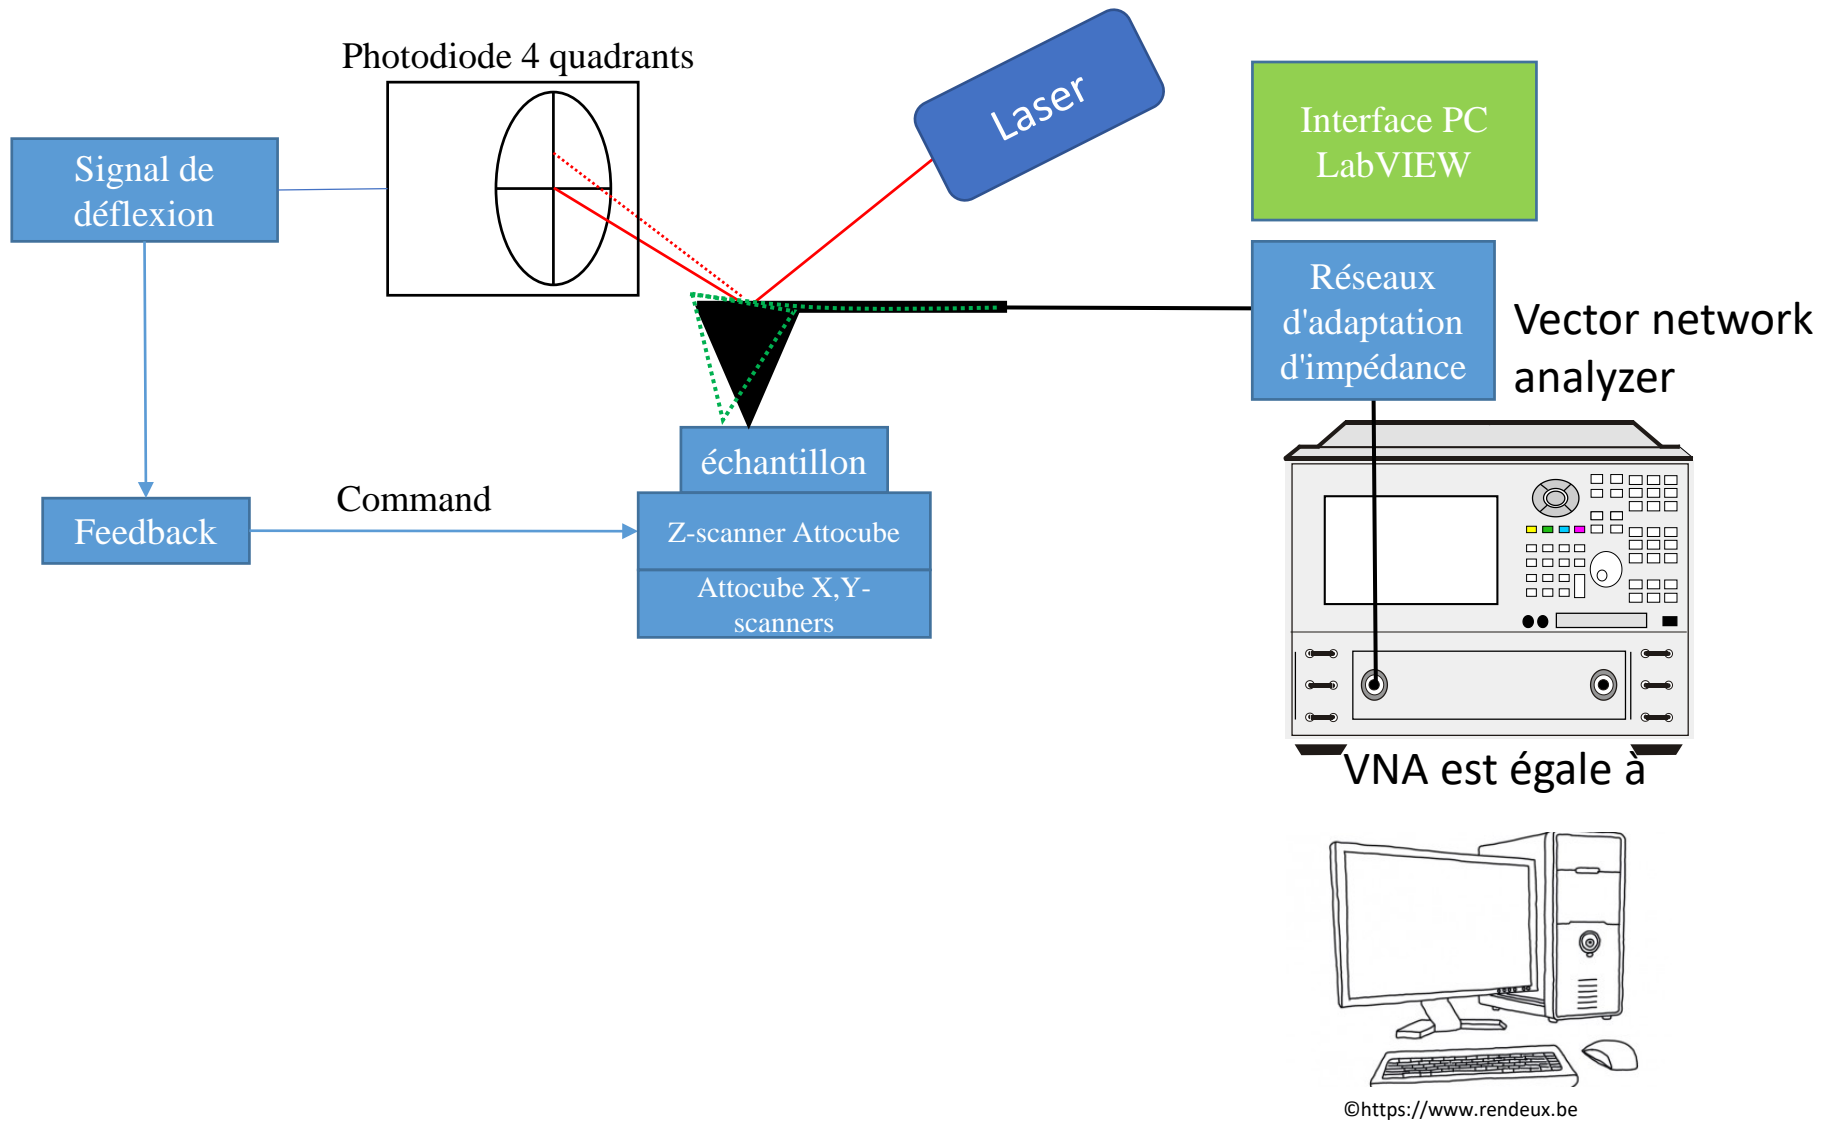 Photodiode 4 quadrants
Laser
Interface PC
LabVIEW
Signal de
déflexion
Réseaux
d'adaptation
d'impédance
Vector network
analyzer
échantillon
Command
Feedback
Z-scanner Attocube
Attocube X,Y-
scanners
VNA est égale à
©https://www.rendeux.be